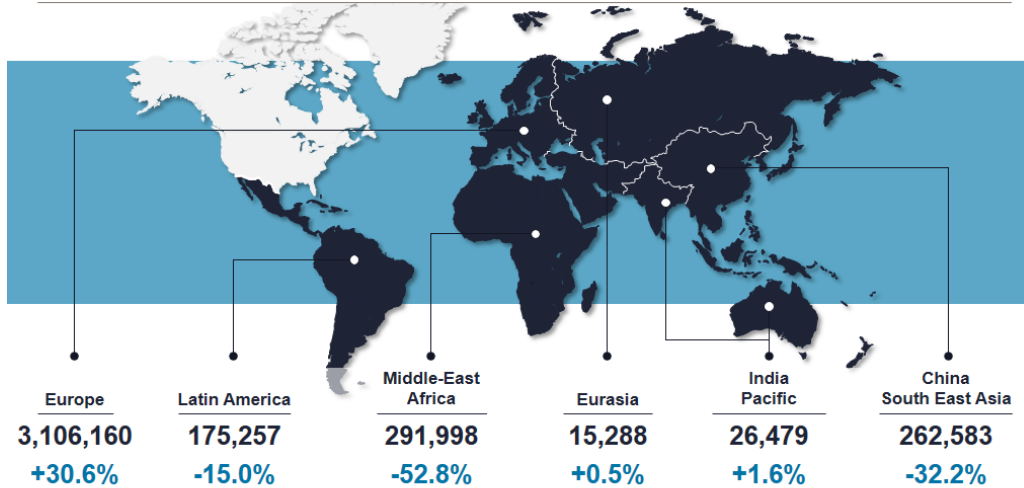 Europe
3,106,160
+30.6%
Latin America
175,257
-15.0%
Middle-East
Africa
291,998
-52.8%
Eurasia
15,288
+0.5%
India
Pacific
26,479
+1.6%
China
South East Asia
262,583
-32.2%